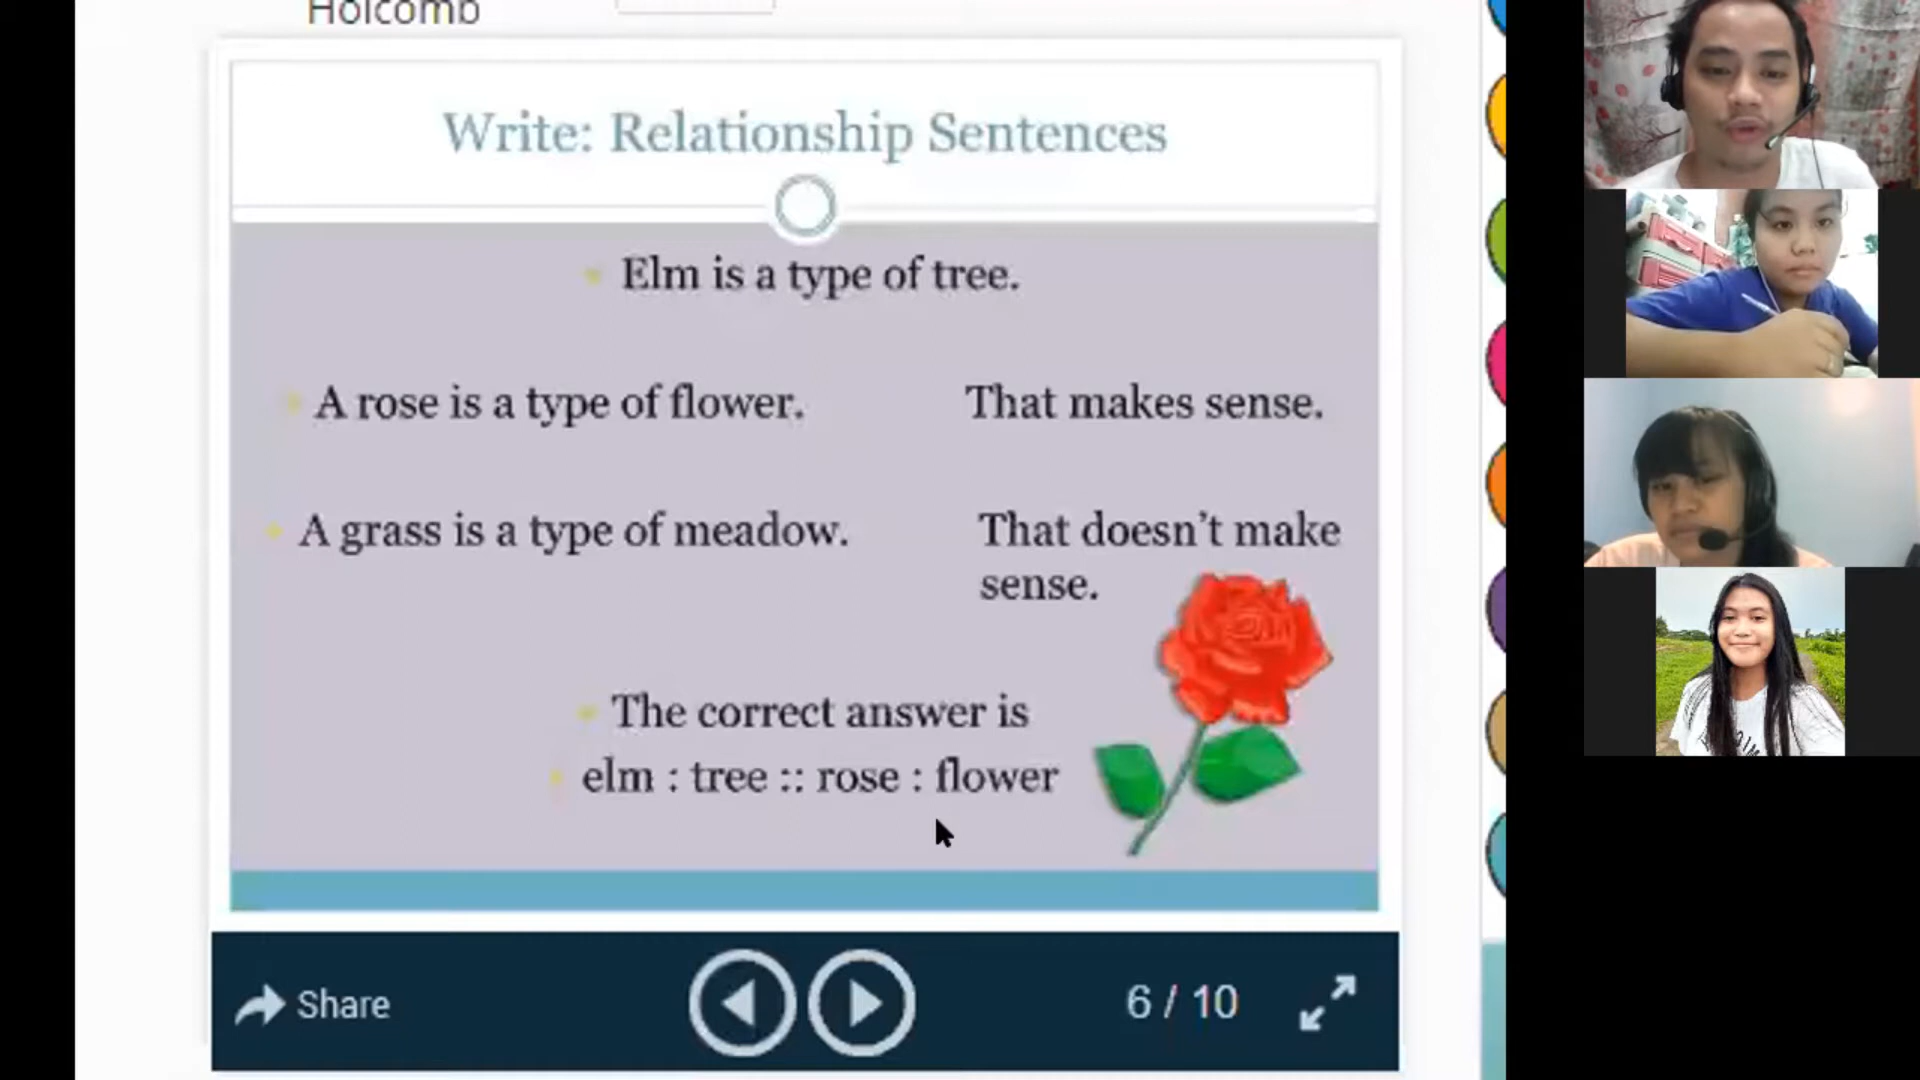 Holcomb
Write: Relationship Sentences
Elm is a type of tree.
A rose is a type of flower. That makes sense.
A grass is a type of meadow. That doesn't make
sense.
The correct answer is
elm : tree :: rose : flower
Share
6 / 10